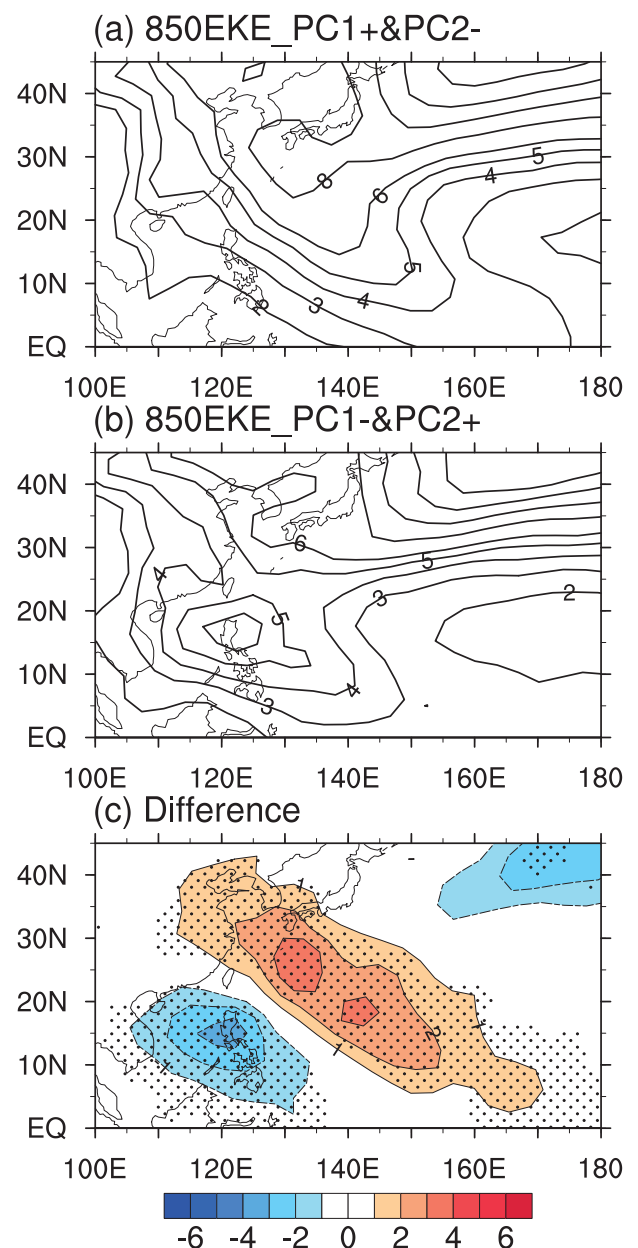 (a) 850EKE_PC1+&PC2-
40N
30N
20N
10N
EQ
8
6
5
4
5
4
3
2
100E 120E 140E 160E 180
(b) 850EKE_PC1-&PC2+
40N
30N
20N
10N
EQ
6
5
4
5
3
2
4
3
100E 120E 140E 160E 180
(c) Difference
40N
30N
20N
10N
EQ
1
2
1
1
100E 120E 140E 160E 180
-6 -4 -2 0 2 4 6